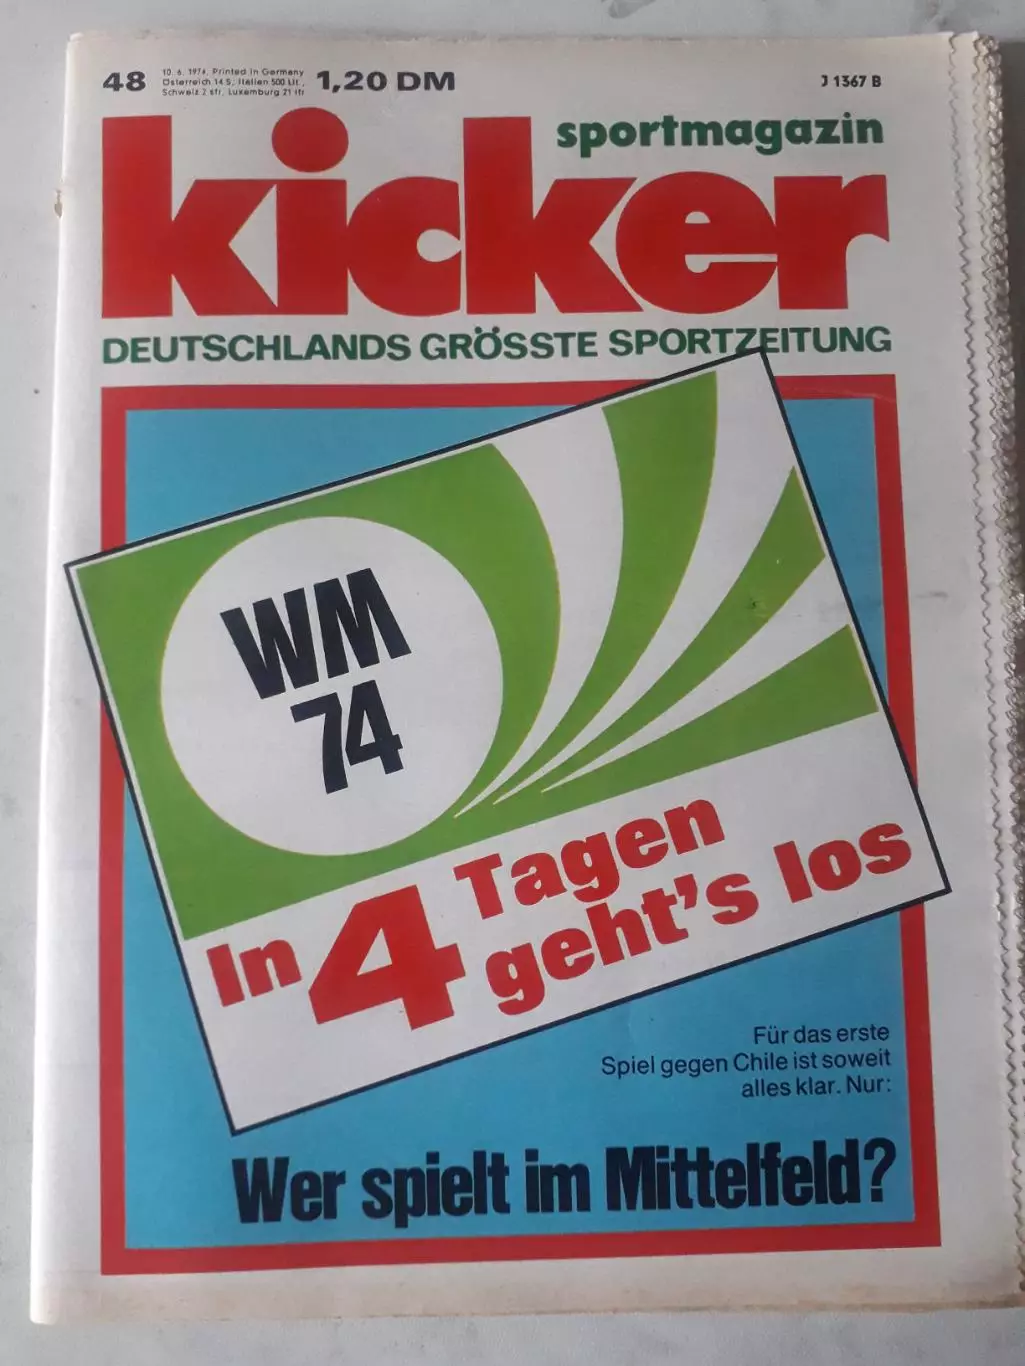 48
10. 6. 1974, Printed in Germany
Österreich 14 S, Italien 500 Lit.,
Schweiz 2 sfr, Luxemburg 21 lfr
1,20 DM
J 1367 B
sportmagazin
kicker
DEUTSCHLANDS GRÖSSTE SPORTZEITUNG
WM
74
In 4 Tagen
geht's los
Für das erste
Spiel gegen Chile ist soweit
alles klar. Nur:
Wer spielt im Mittelfeld?